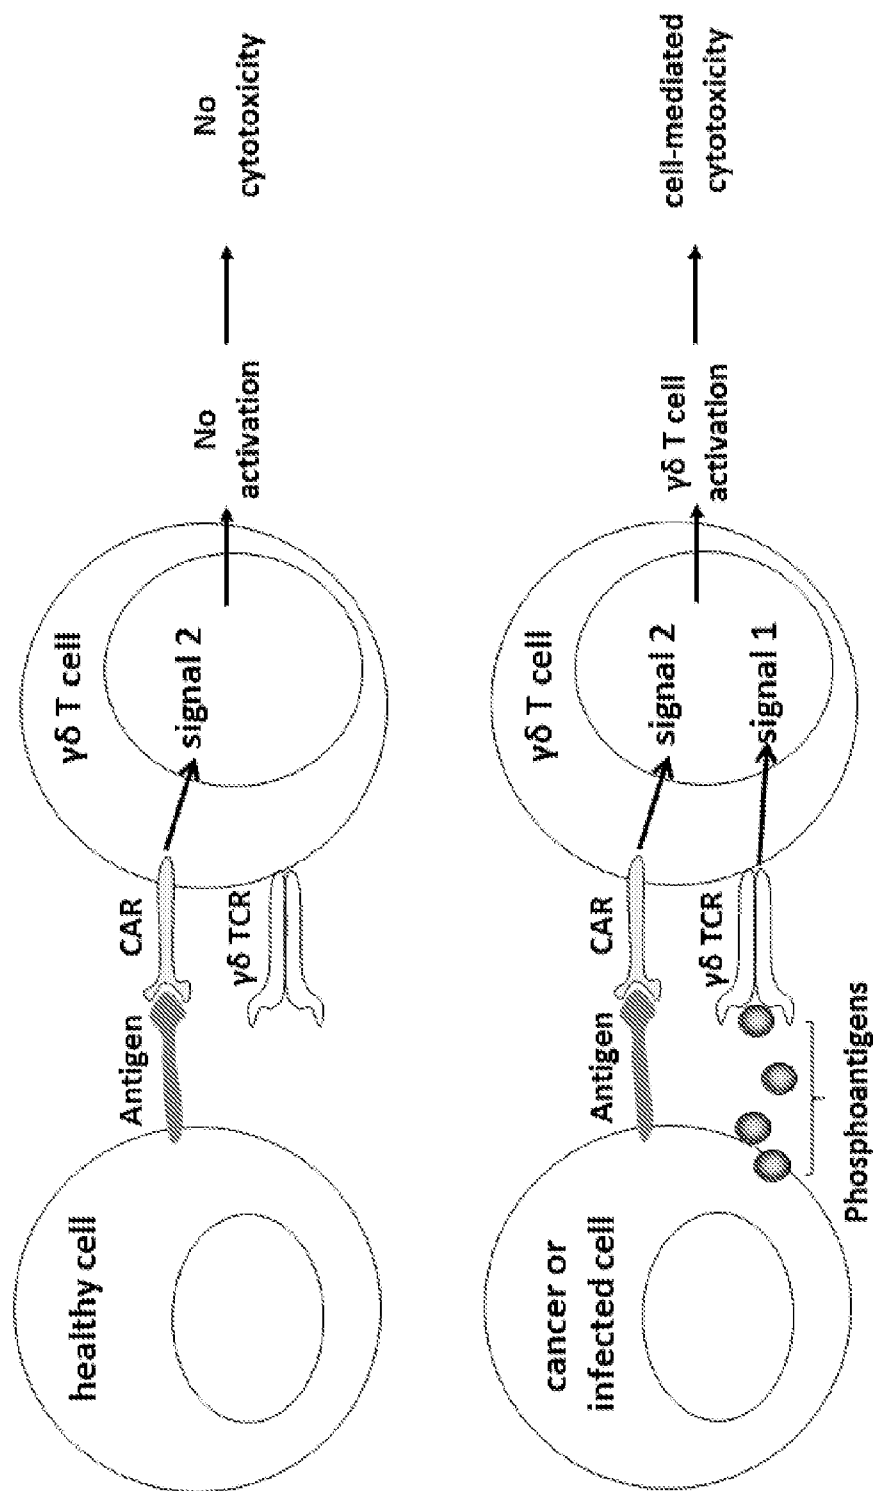 healthy cell
Antigen
CAR
γδ TCR
γδ T cell
signal 2
No
activation
No
cytotoxicity
cancer or
infected cell
Antigen
CAR
γδ TCR
Phosphoantigens
γδ T cell
signal 2
signal 1
γδ T cell
activation
cell-mediated
cytotoxicity